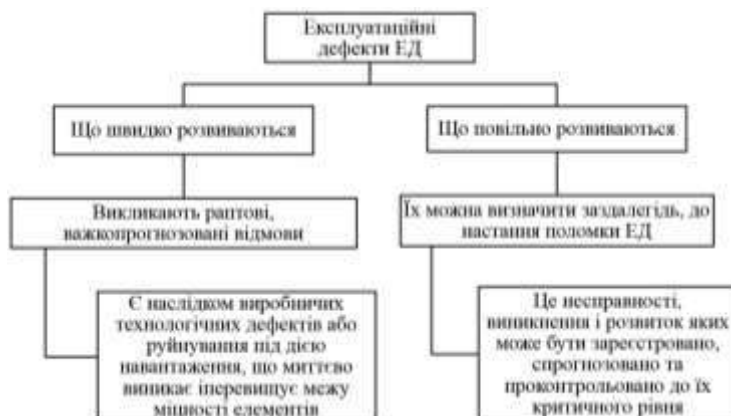 Експлуатаційні
дефекти ЕД
Що швидко розвиваються
Що повільно розвиваються
Викликають раптові,
важкопрогнозовані відмови
Їх можна визначити заздалегідь, до
настання поломки ЕД
Є наслідком виробничих
технологічних дефектів або
руйнування під дією
навантаження, що миттєво
виникає іперевищує межу
міцності елементів
Це несправності,
виникнення і розвиток яких
може бути зареєстровано,
спрогнозовано та
проконтрольовано до їх
критичного рівня